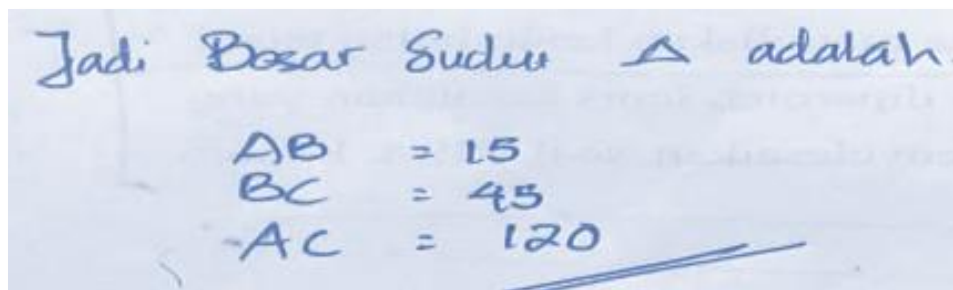 Jadi Besar Sudut △ adalah
AB = 15
BC = 45
AC = 120